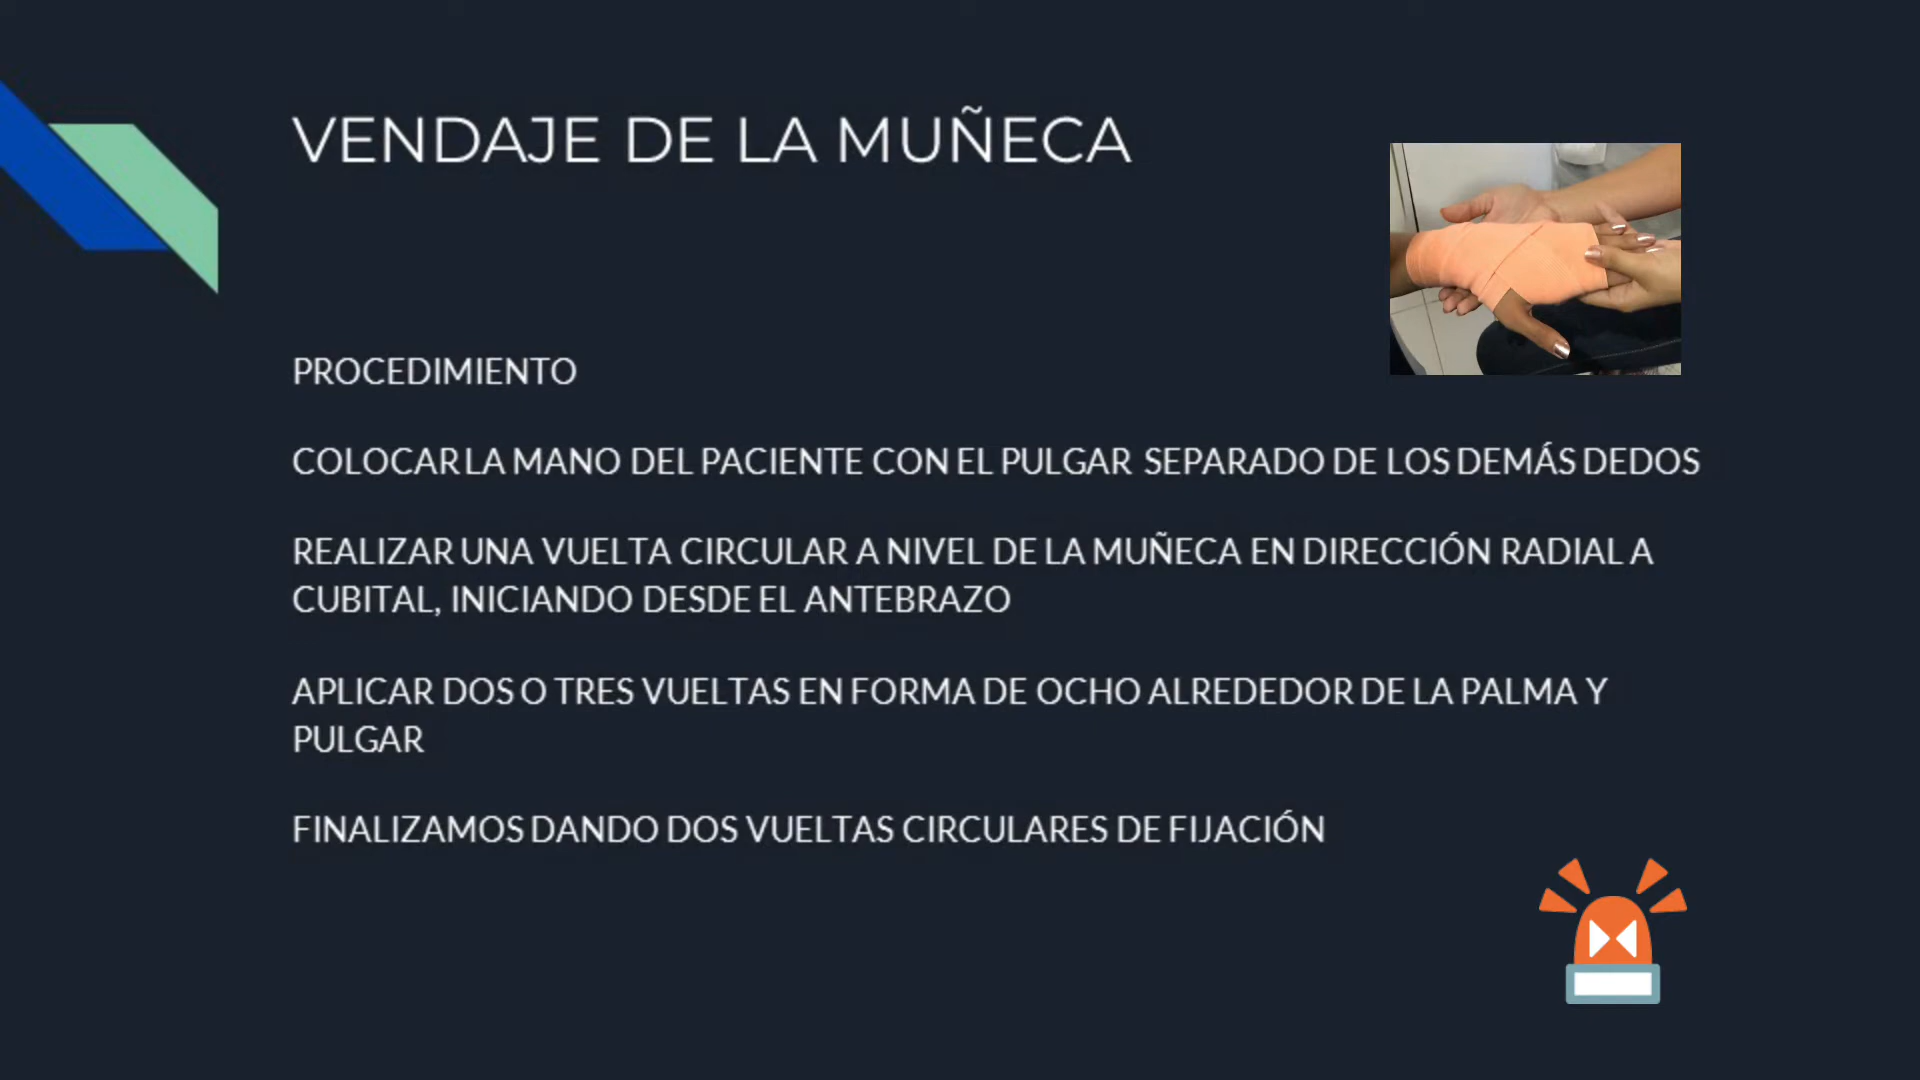 VENDAJE DE LA MUÑECA
PROCEDIMIENTO
COLOCAR LA MANO DEL PACIENTE CON EL PULGAR SEPARADO DE LOS DEMÁS DEDOS
REALIZAR UNA VUELTA CIRCULAR A NIVEL DE LA MUÑECA EN DIRECCIÓN RADIAL A
CUBITAL, INICIANDO DESDE EL ANTEBRAZO
APLICAR DOS O TRES VUELTAS EN FORMA DE OCHO ALREDEDOR DE LA PALMA Y
PULGAR
FINALIZAMOS DANDO DOS VUELTAS CIRCULARES DE FIJACIÓN